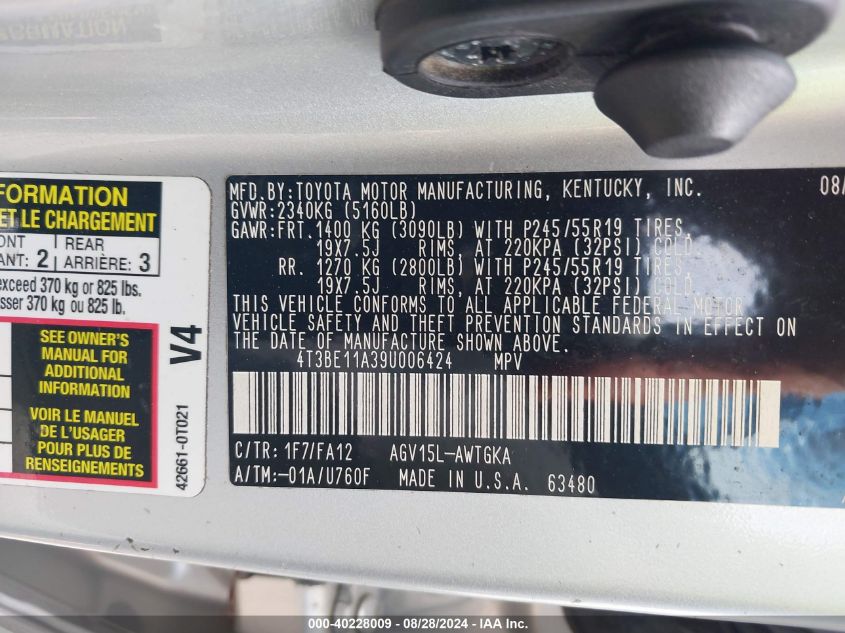 FORMATION
ET LE CHARGEMENT
ONT 2 REAR 3
ANT: ARRIÈRE:
exceed 370 kg or 825 lbs.
sser 370 kg ou 825 lb.
SEE OWNER'S
MANUAL FOR
ADDITIONAL
INFORMATION
VOIR LE MANUEL
DE L'USAGER
POUR PLUS DE
RENSEIGNEMENTS
V4
42661-0T021
MFD.BY:TOYOTA MOTOR MANUFACTURING, KENTUCKY, INC. 08/
GVWR:2340KG (5160LB)
GAWR:FRT.1400 KG (3090LB) WITH P245/55R19 TIRES,
19X7.5J RIMS, AT 220KPA (32PSI) COLD.
RR. 1270 KG (2800LB) WITH P245/55R19 TIRES,
19X7.5J RIMS, AT 220KPA (32PSI) COLD.
THIS VEHICLE CONFORMS TO ALL APPLICABLE FEDERAL MOTOR
VEHICLE SAFETY AND THEFT PREVENTION STANDARDS IN EFFECT ON
THE DATE OF MANUFACTURE SHOWN ABOVE.
4T3BE11A39U006424 MPV
C/TR: 1F7/FA12 AGV15L-AWTGKA
A/TM:-01A/U760F MADE IN U.S.A. 63480
000-40228009 - 08/28/2024 - IAA Inc.